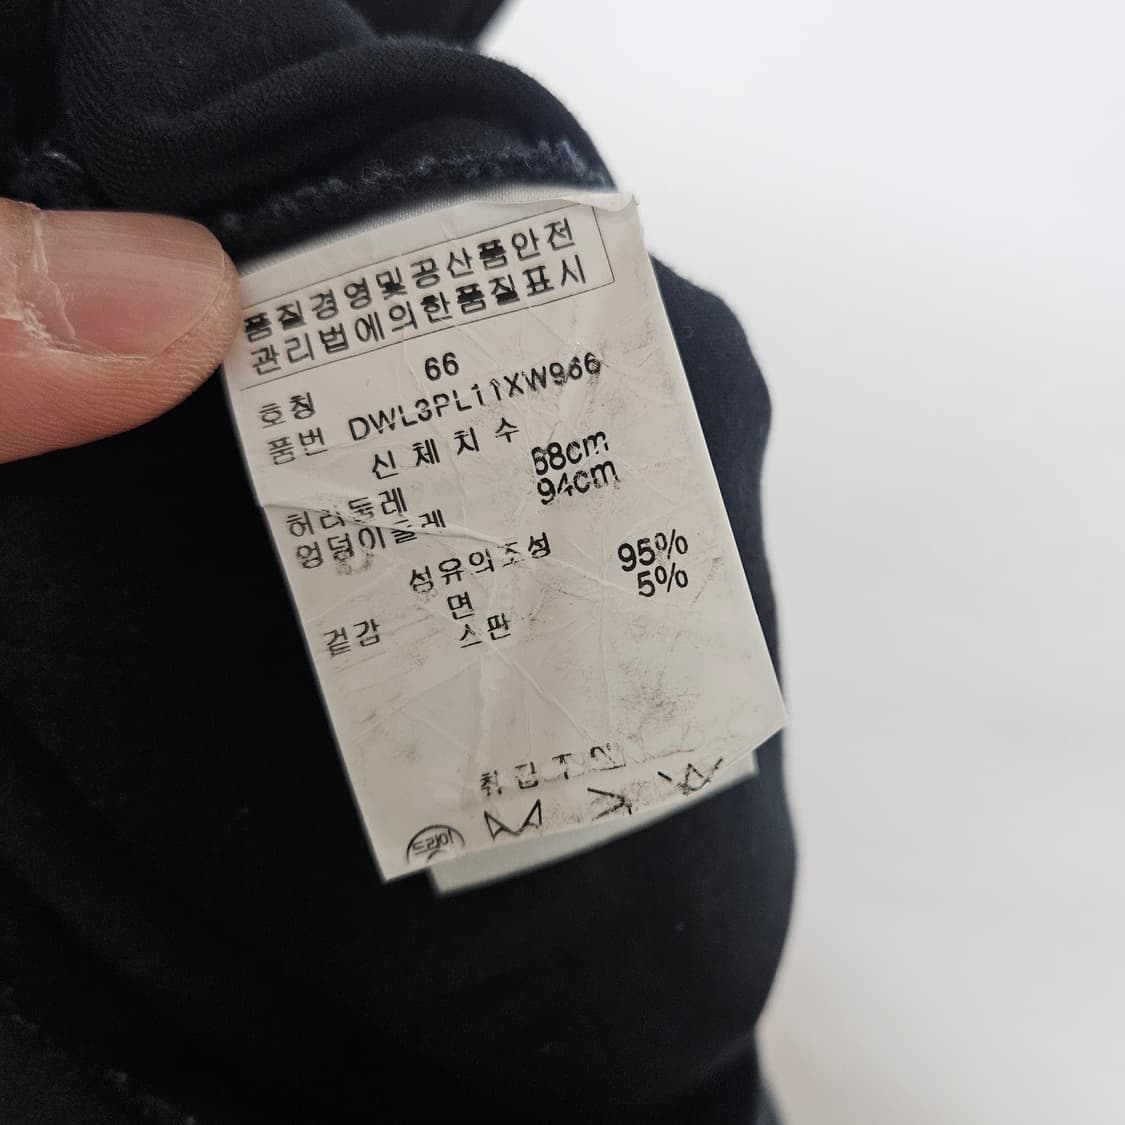 품질경영및공산품안전
관리법에의한품질표시
호칭 66
품번 DWL3PL11XW966
신체치수
허리둘레 68cm
엉덩이둘레 94cm
섬유의조성
겉감 면 95%
스판 5%
취급주의
드라이